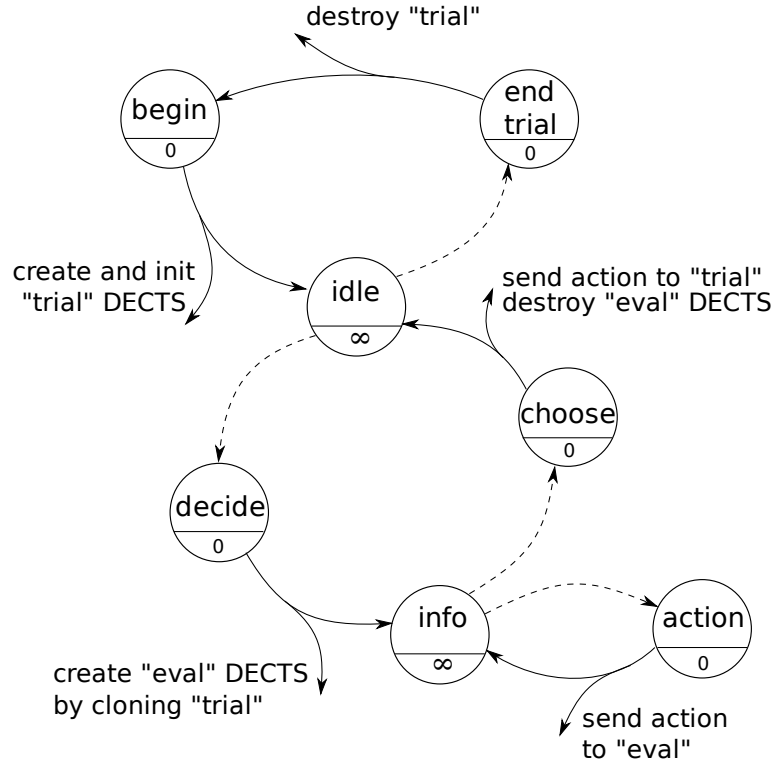 destroy "trial"
begin
0
end
trial
0
create and init
"trial" DECTS
idle
∞
send action to "trial"
destroy "eval" DECTS
choose
0
decide
0
info
∞
action
0
create "eval" DECTS
by cloning "trial"
send action
to "eval"